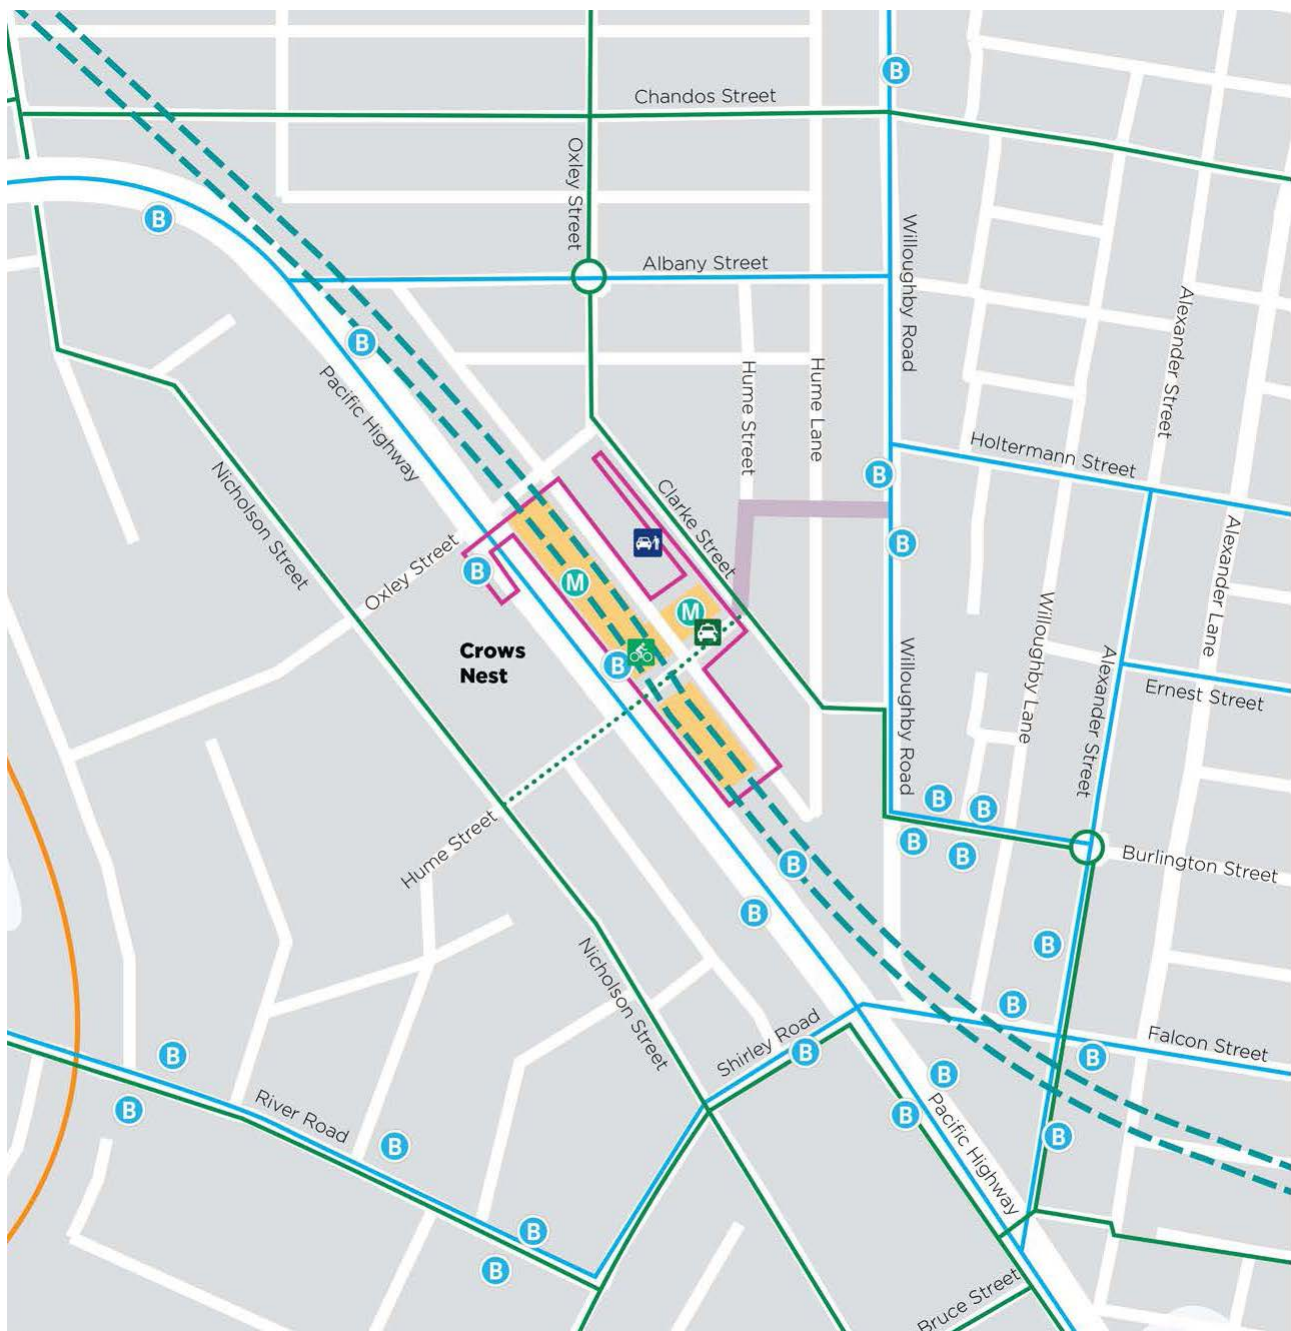 B
Chandos Street
Oxley Street
B
Willoughby Road
Albany Street
Alexander Street
B
Pacific Highway
Hume Street
Hume Lane
Holtermann Street
Nicholson Street
B
Clarke Street
Oxley Street
B
B
M
M
Alexander Lane
Willoughby Lane
Crows
Nest
B
Willoughby Road
Alexander Street
Ernest Street
Hume Street
B
B
B
B
Burlington Street
B
B
B
Nicholson Street
B
Shirley Road
B
Falcon Street
B
B
B
River Road
B
B
Pacific Highway
B
B
B
B
B
Bruce Street